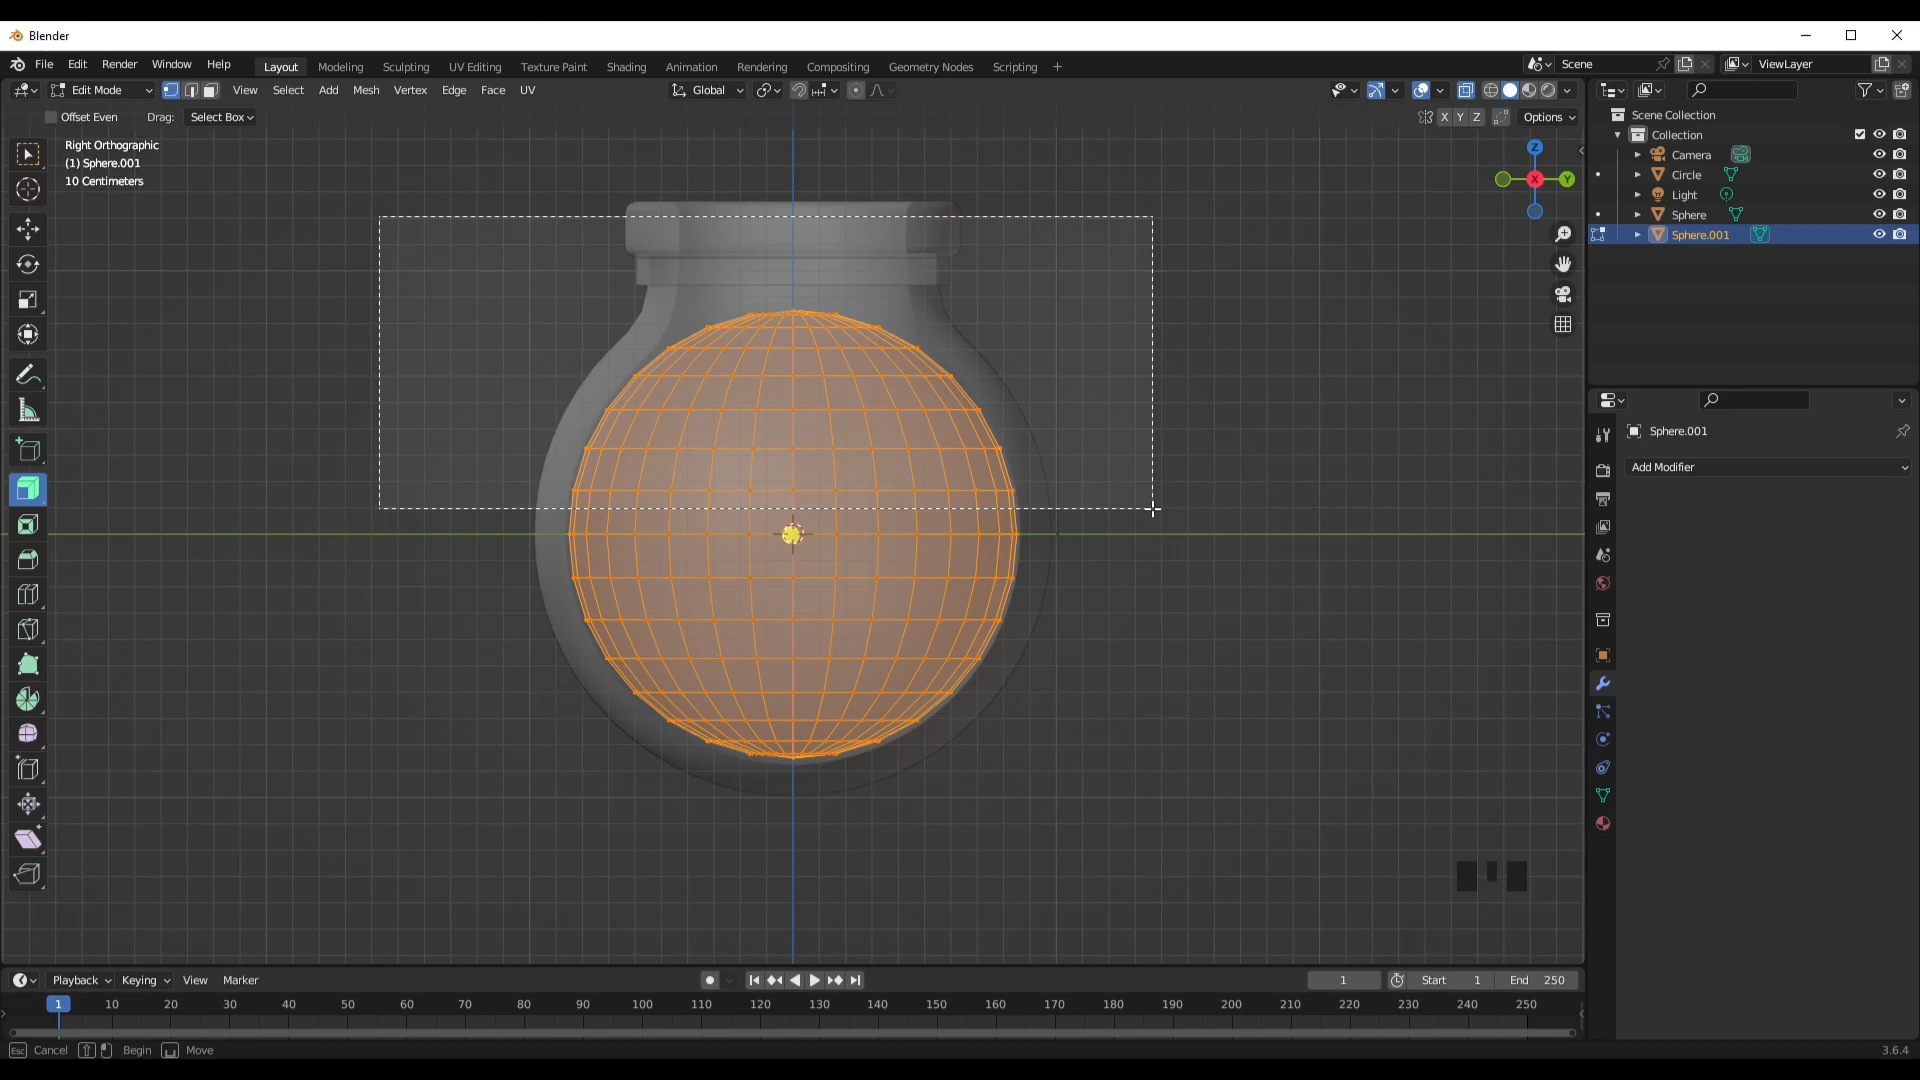 Blender
File Edit Render Window Help
Layout Modeling Sculpting UV Editing Texture Paint Shading Animation Rendering Compositing Geometry Nodes Scripting +
Scene ViewLayer
Edit Mode View Select Add Mesh Vertex Edge Face UV
Global
Offset Even Drag: Select Box
X Y Z Options
Right Orthographic
(1) Sphere.001
10 Centimeters
Z
X Y
Scene Collection
Collection
Camera
Circle
Light
Sphere
Sphere.001
Sphere.001
Add Modifier
Playback Keying View Marker
1 Start 1 End 250
1 10 20 30 40 50 60 70 80 90 100 110 120 130 140 150 160 170 180 190 200 210 220 230 240 250
Esc Cancel Begin Move
3.6.4